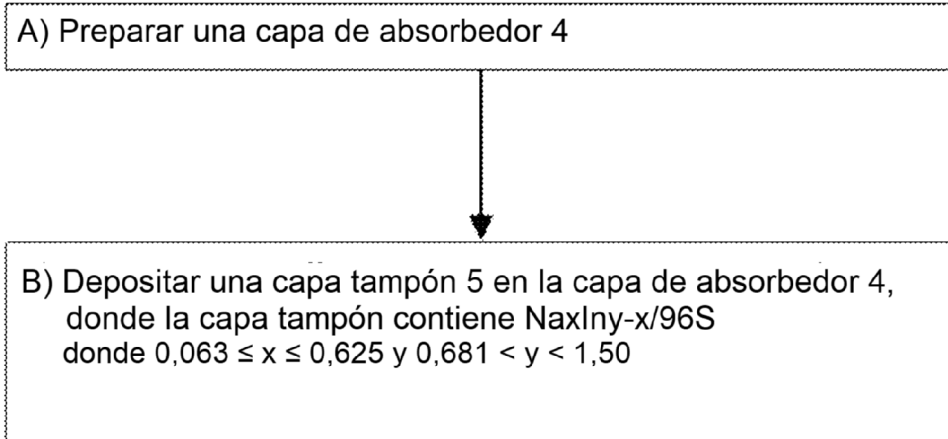 A) Preparar una capa de absorbedor 4
B) Depositar una capa tampón 5 en la capa de absorbedor 4,
donde la capa tampón contiene NaxIny-x/96S
donde 0,063 ≤ x ≤ 0,625 y 0,681 < y < 1,50